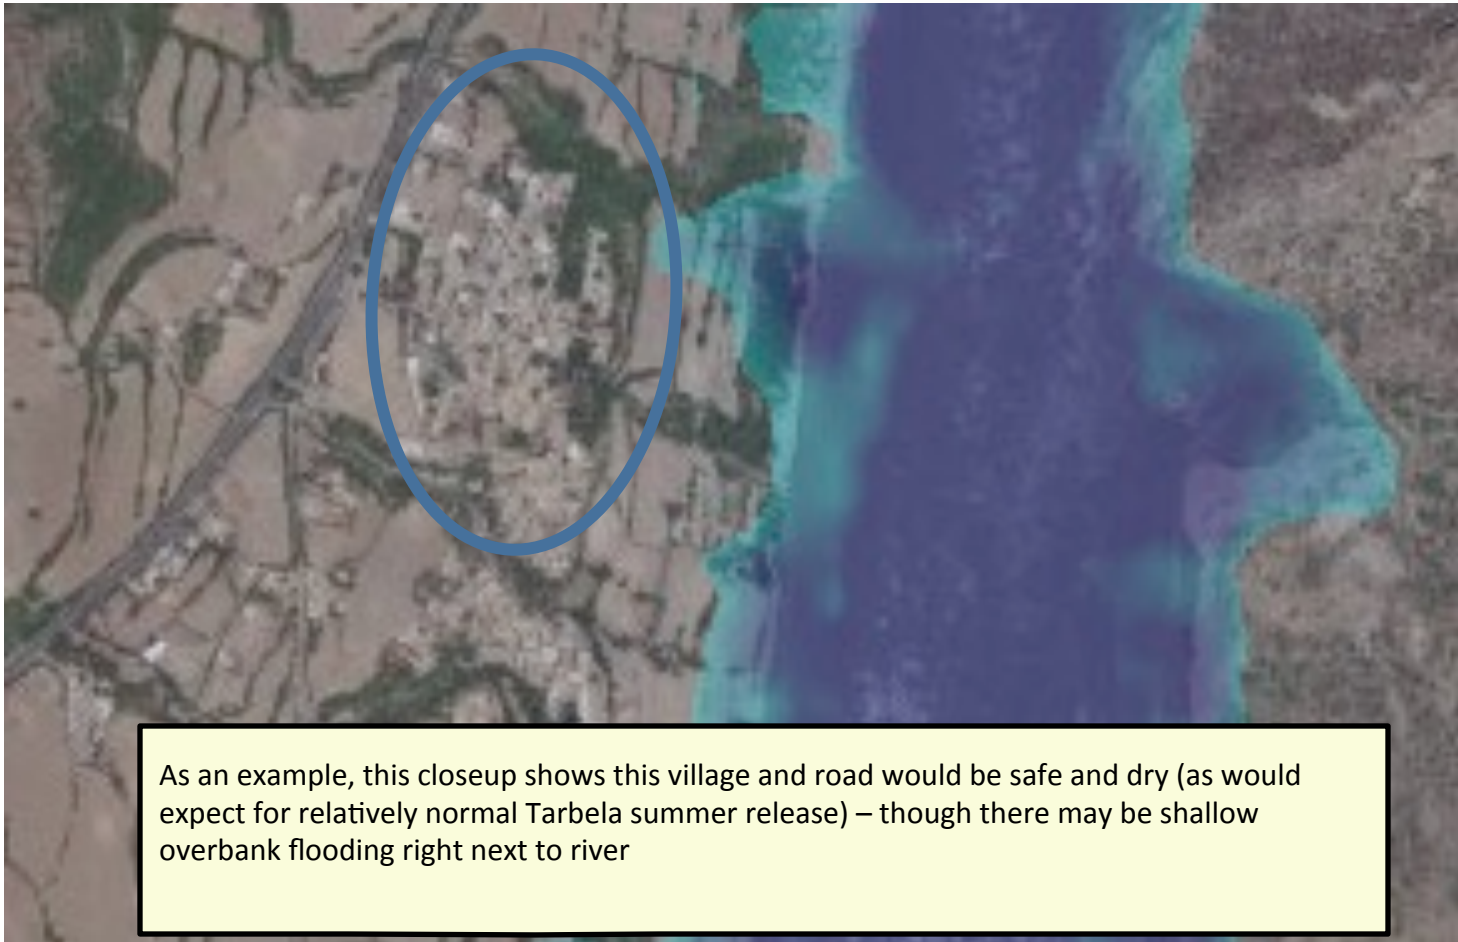 As an example, this closeup shows this village and road would be safe and dry (as would
expect for relatively normal Tarbela summer release) – though there may be shallow
overbank flooding right next to river